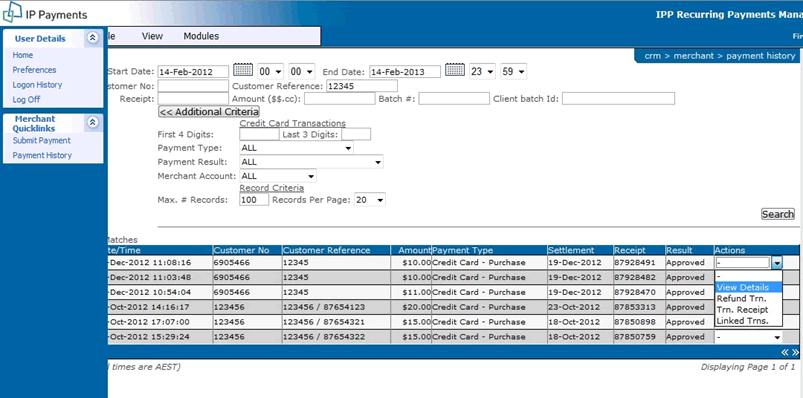 IP Payments
IPP Recurring Payments Mana
User Details
le View Modules
Fir
Home
crm > merchant > payment history
Preferences
Logon History
Log Off
Start Date: 14-Feb-2012 00 00 End Date: 14-Feb-2013 23 59
stomer No: Customer Reference: 12345
Receipt: Amount ($$.cc): Batch #: Client batch Id:
<< Additional Criteria
Merchant
Quicklinks
Submit Payment
Payment History
Credit Card Transactions
First 4 Digits: Last 3 Digits:
Payment Type: ALL
Payment Result: ALL
Merchant Account: ALL
Record Criteria
Max. # Records: 100 Records Per Page: 20
Search
Matches
te/Time Customer No Customer Reference Amount Payment Type Settlement Receipt Result Actions
-Dec-2012 11:08:16 6905466 12345 $10.00 Credit Card - Purchase 19-Dec-2012 87928491 Approved -
-Dec-2012 11:03:48 6905466 12345 $10.00 Credit Card - Purchase 19-Dec-2012 87928482 Approved
-Dec-2012 10:54:04 6905466 12345 $11.00 Credit Card - Purchase 19-Dec-2012 87928470 Approved
-Oct-2012 14:16:17 123456 123456 / 87654123 $20.00 Credit Card - Purchase 23-Oct-2012 87853313 Approved
-Oct-2012 17:07:00 123456 123456 / 87654321 $15.00 Credit Card - Purchase 18-Oct-2012 87850898 Approved
-Oct-2012 15:29:24 123456 123456 / 87654322 $15.00 Credit Card - Purchase 18-Oct-2012 87850759 Approved -
-
View Details
Refund Trn.
Trn. Receipt
Linked Trns.
« »
l times are AEST) Displaying Page 1 of 1